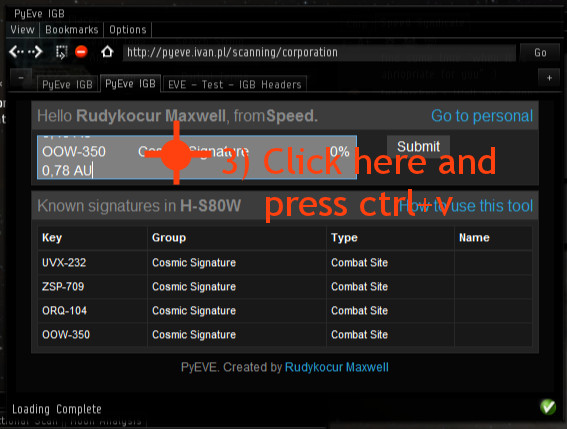 PyEve IGB
View Bookmarks Options
http://pyeve.ivan.pl/scanning/corporation Go
PyEve IGB PyEve IGB EVE - Test - IGB Headers +
Hello Rudykocur Maxwell, fromSpeed. Go to personal
OOW-350 Cosmic Signature 0% Submit
0,78 AU
3) Click here and
press ctrl+v
Known signatures in H-S80W How to use this tool
Key Group Type Name
UVX-232 Cosmic Signature Combat Site
ZSP-709 Cosmic Signature Combat Site
ORQ-104 Cosmic Signature Combat Site
OOW-350 Cosmic Signature Combat Site
PyEVE. Created by Rudykocur Maxwell
Loading Complete